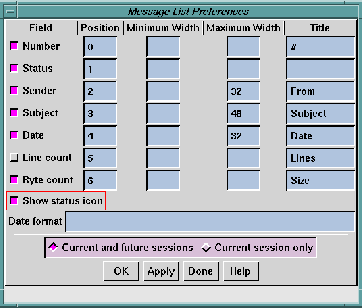 Message List Preferences
Field Position Minimum Width Maximum Width Title
Number 0 #
Status 1
Sender 2 32 From
Subject 3 48 Subject
Date 4 32 Date
Line count 5 Lines
Byte count 6 Size
Show status icon
Date format
Current and future sessions Current session only
OK Apply Done Help